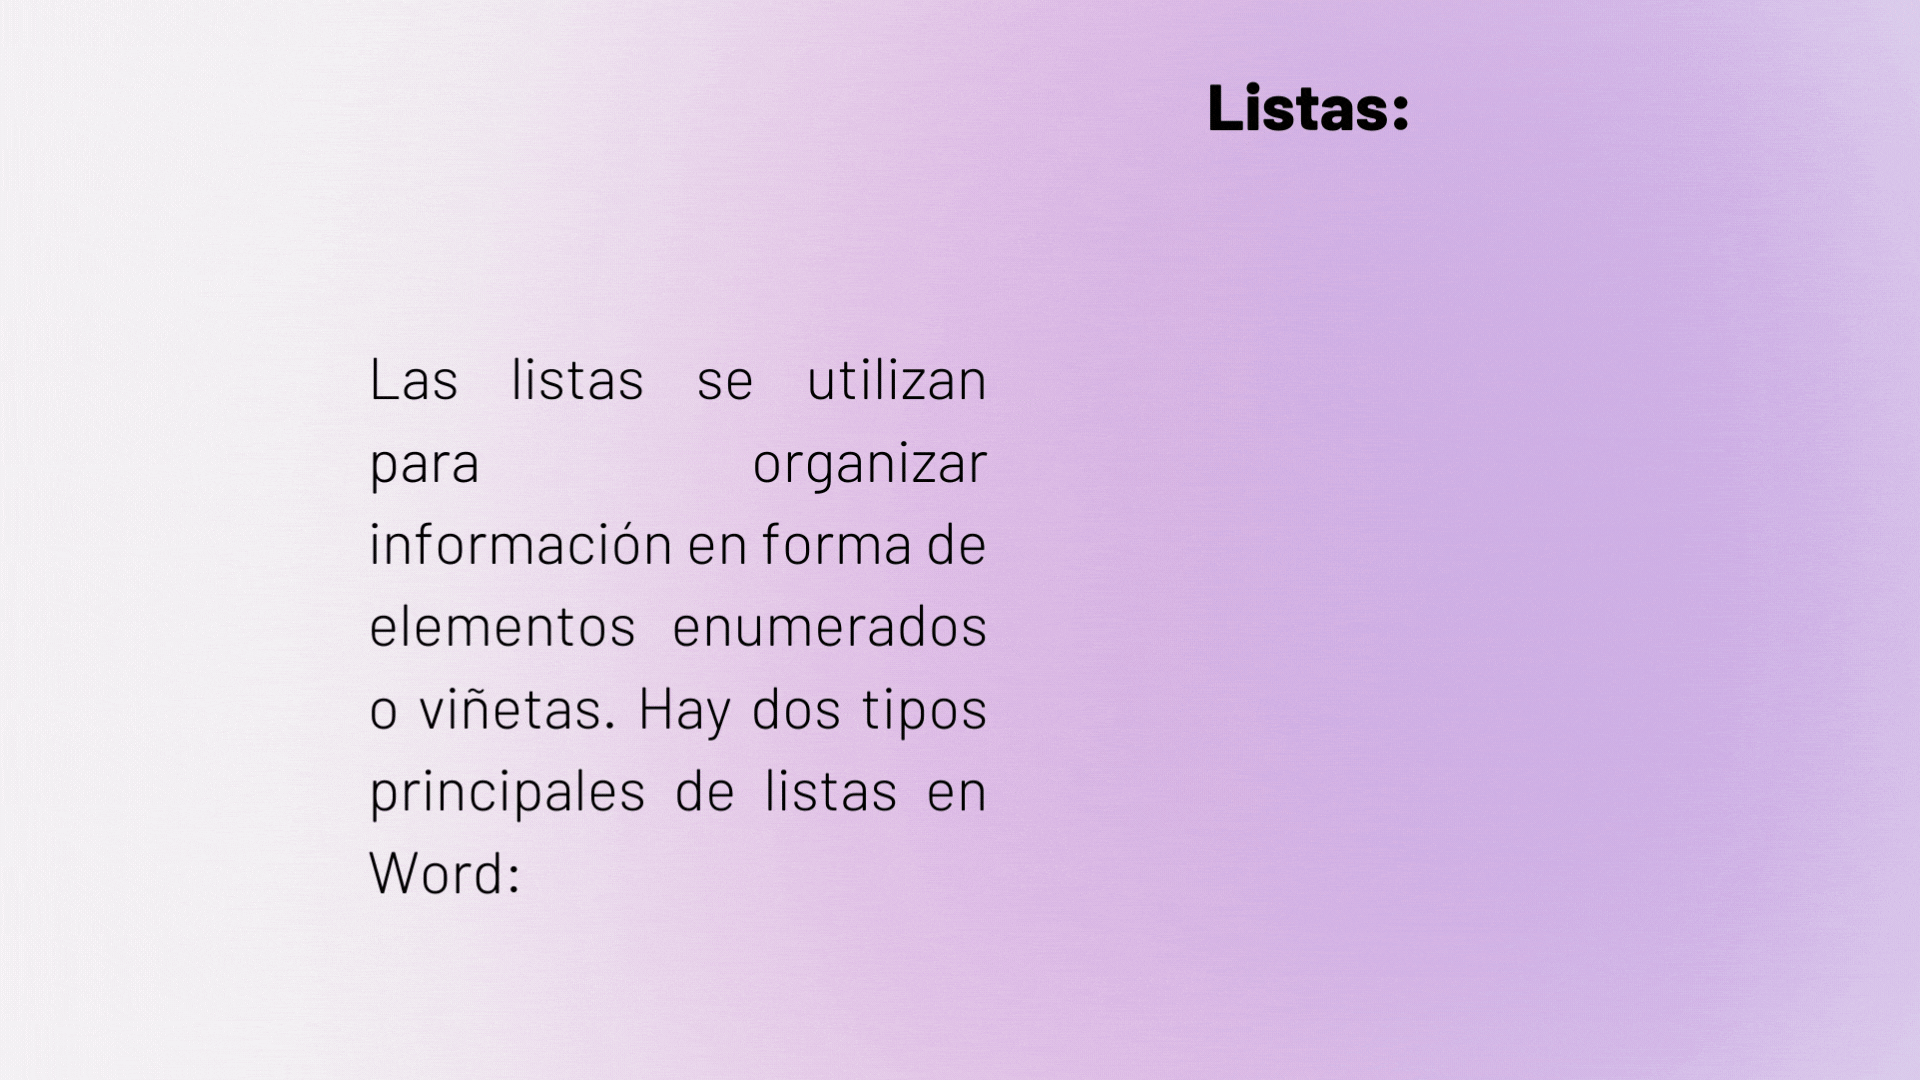 Listas:
Las listas se utilizan
para organizar
información en forma de
elementos enumerados
o viñetas. Hay dos tipos
principales de listas en
Word: